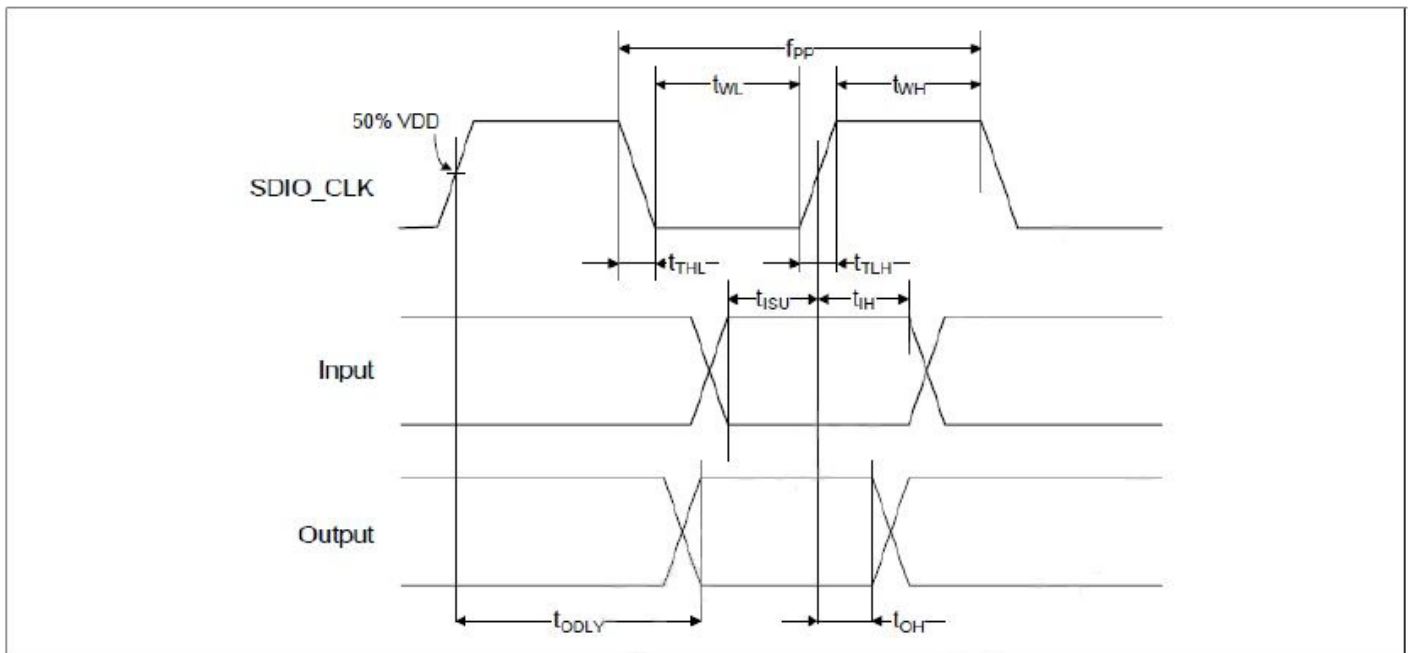 fPP
tWL
tWH
50% VDD
SDIO_CLK
tTHL
tTLH
tISU
tIH
Input
Output
tODLY
tOH